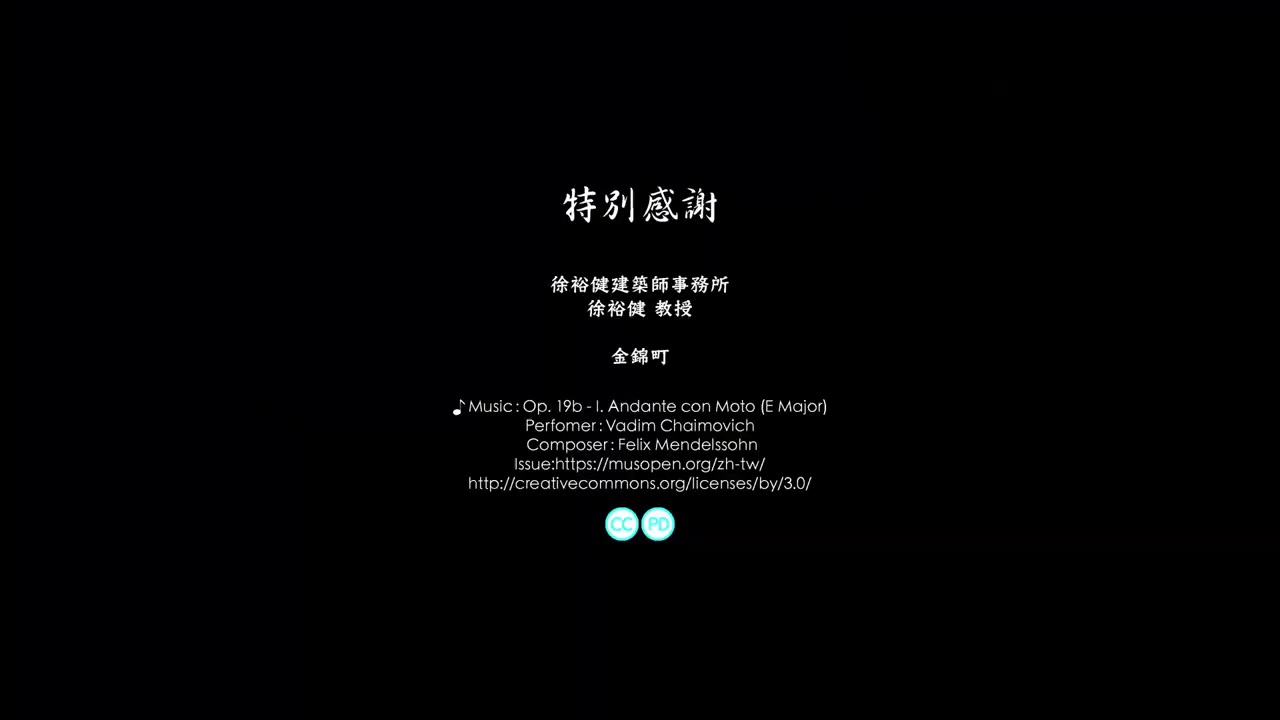 特別感謝
徐裕健建築師事務所
徐裕健 教授
金錦町
♪Music : Op. 19b - I. Andante con Moto (E Major)
Perfomer : Vadim Chaimovich
Composer : Felix Mendelssohn
Issue:https://musopen.org/zh-tw/
http://creativecommons.org/licenses/by/3.0/
CC PD